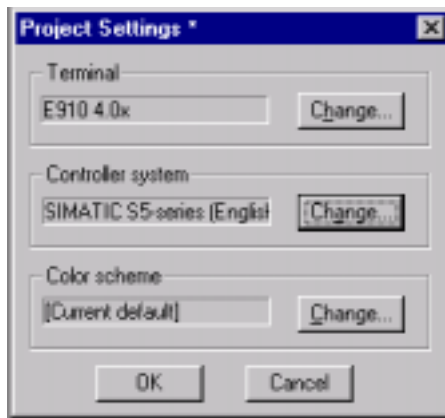 Project Settings *
Terminal
E910 4.0x
Change...
Controller system
SIMATIC S5-series (English
Change...
Color scheme
[Current default]
Change...
OK
Cancel